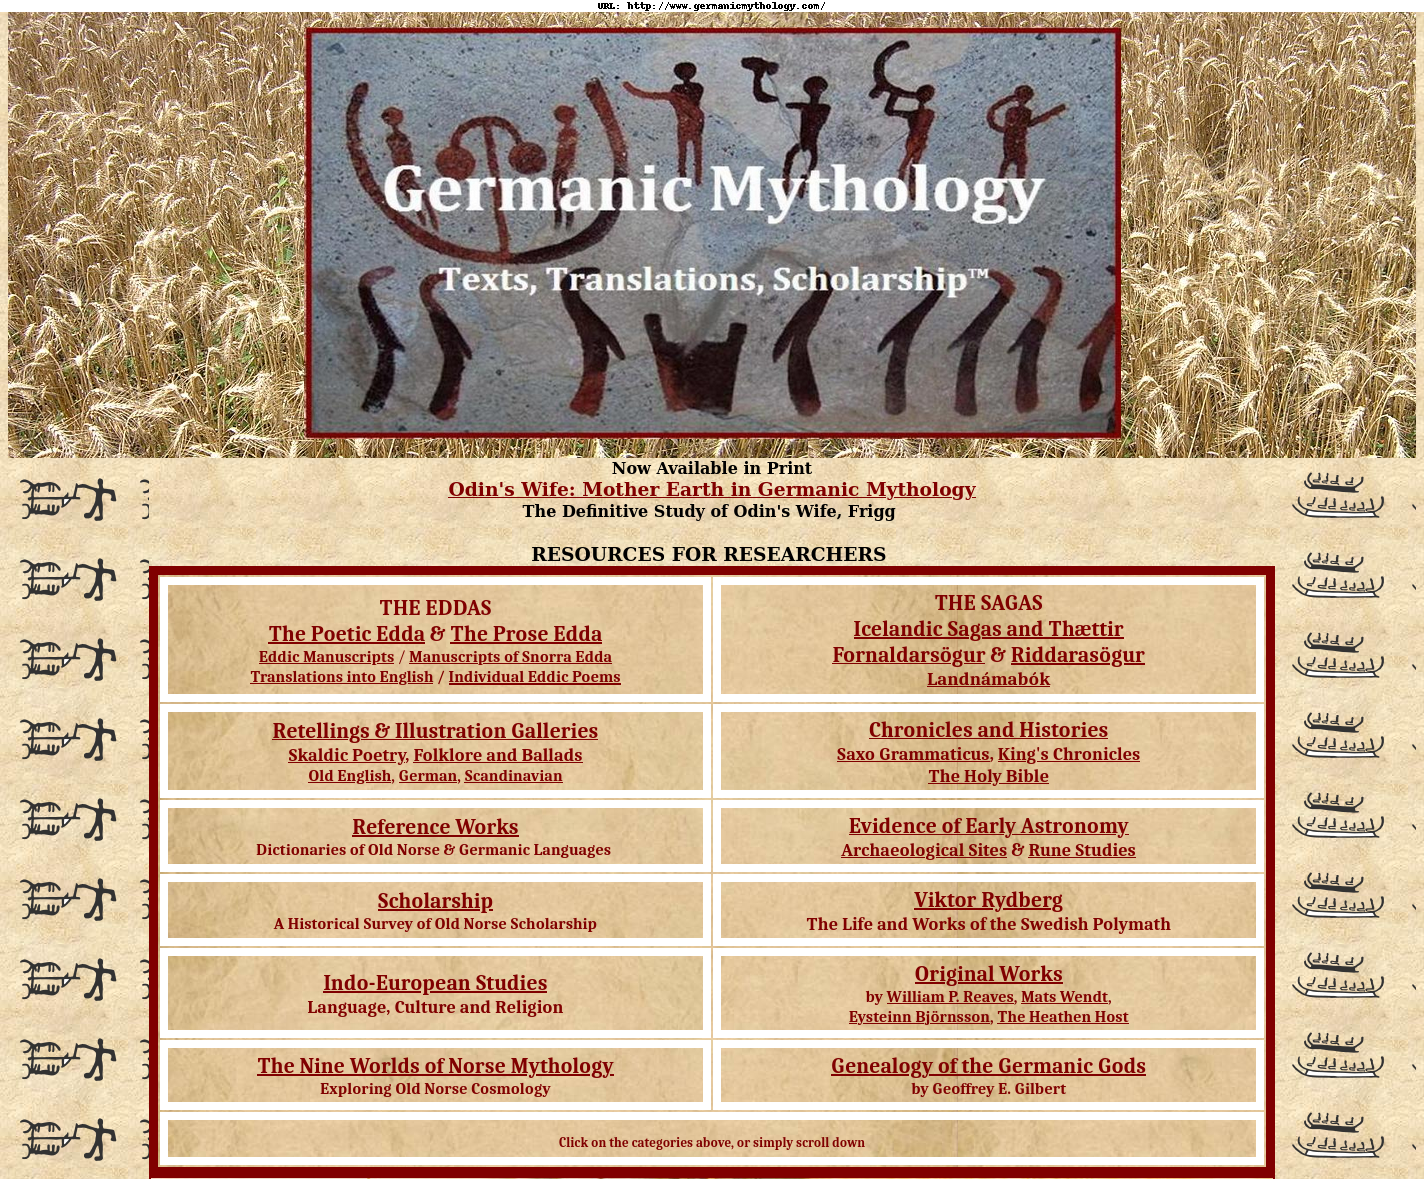 URL: http://www.germanicmythology.com/
Germanic Mythology
Texts, Translations, Scholarship™
Now Available in Print
Odin's Wife: Mother Earth in Germanic Mythology
The Definitive Study of Odin's Wife, Frigg
RESOURCES FOR RESEARCHERS
THE EDDAS
The Poetic Edda & The Prose Edda
Eddic Manuscripts / Manuscripts of Snorra Edda
Translations into English / Individual Eddic Poems
THE SAGAS
Icelandic Sagas and Thættir
Fornaldarsögur & Riddarasögur
Landnámabók
Retellings & Illustration Galleries
Skaldic Poetry, Folklore and Ballads
Old English, German, Scandinavian
Chronicles and Histories
Saxo Grammaticus, King's Chronicles
The Holy Bible
Reference Works
Dictionaries of Old Norse & Germanic Languages
Evidence of Early Astronomy
Archaeological Sites & Rune Studies
Scholarship
A Historical Survey of Old Norse Scholarship
Viktor Rydberg
The Life and Works of the Swedish Polymath
Indo-European Studies
Language, Culture and Religion
Original Works
by William P. Reaves, Mats Wendt,
Eysteinn Björnsson, The Heathen Host
The Nine Worlds of Norse Mythology
Exploring Old Norse Cosmology
Genealogy of the Germanic Gods
by Geoffrey E. Gilbert
Click on the categories above, or simply scroll down